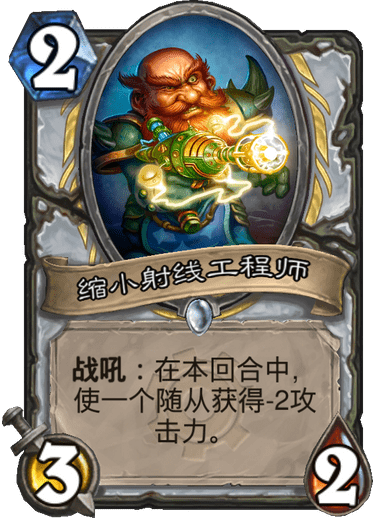 2
缩小射线工程师
战吼：在本回合中，
使一个随从获得-2攻
击力。
3
2